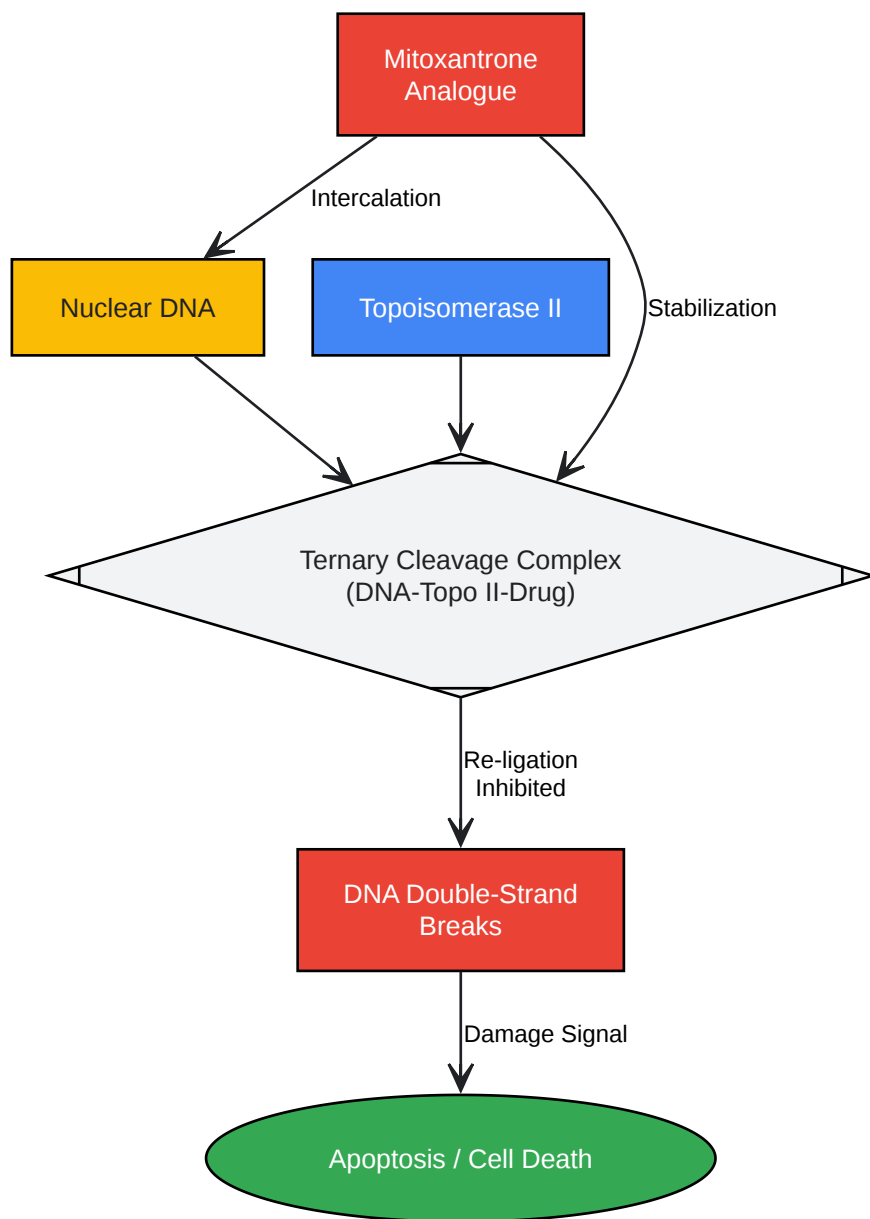 Mitoxantrone
Analogue
Intercalation
Nuclear DNA
Topoisomerase II
Stabilization
Ternary Cleavage Complex
(DNA-Topo II-Drug)
Re-ligation
Inhibited
DNA Double-Strand
Breaks
Damage Signal
Apoptosis / Cell Death